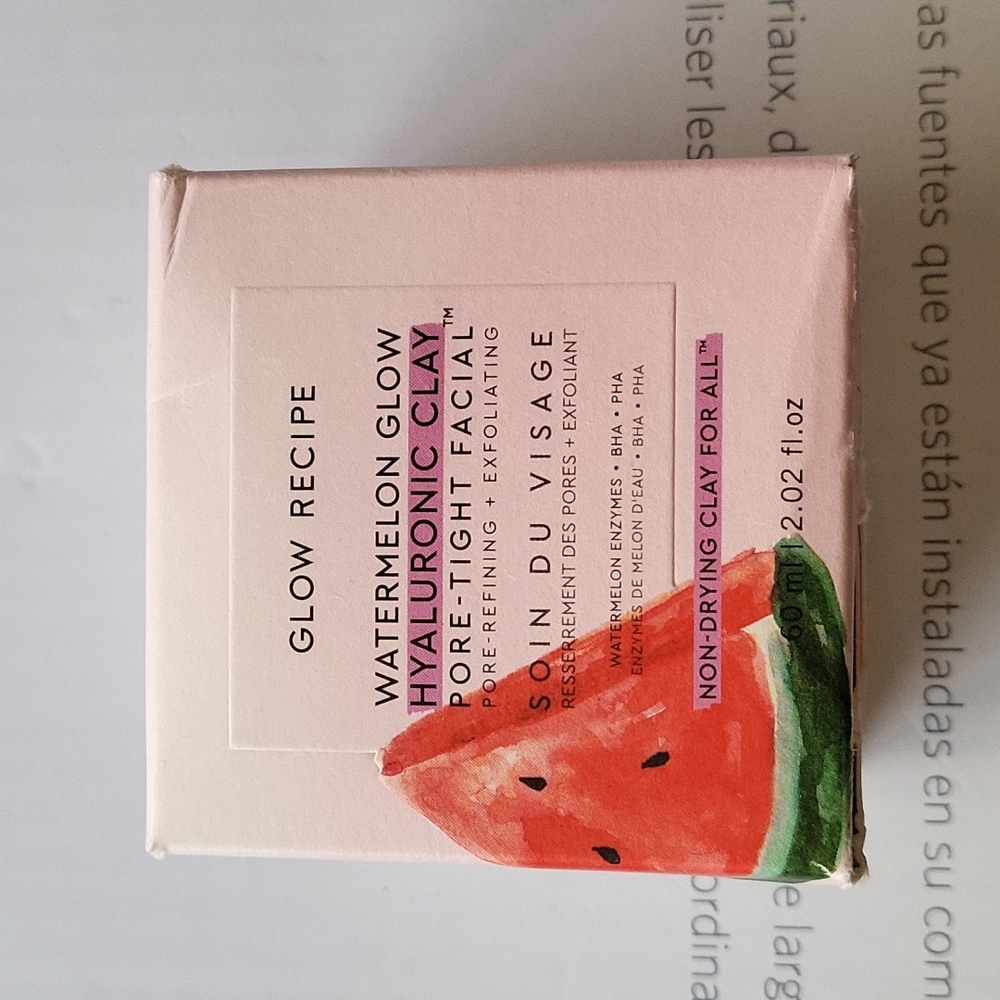 GLOW RECIPE
WATERMELON GLOW
HYALURONIC CLAY™
PORE-TIGHT FACIAL™
PORE-REFINING + EXFOLIATING
SOIN DU VISAGE
RESSERREMENT DES PORES + EXFOLIANT
WATERMELON ENZYMES • BHA • PHA
ENZYMES DE MELON D'EAU • BHA • PHA
NON-DRYING CLAY FOR ALL™
60 ml | 2.02 fl.oz
as fuentes que ya están instaladas en su com
riaux, d
e larg
liser les
ordina